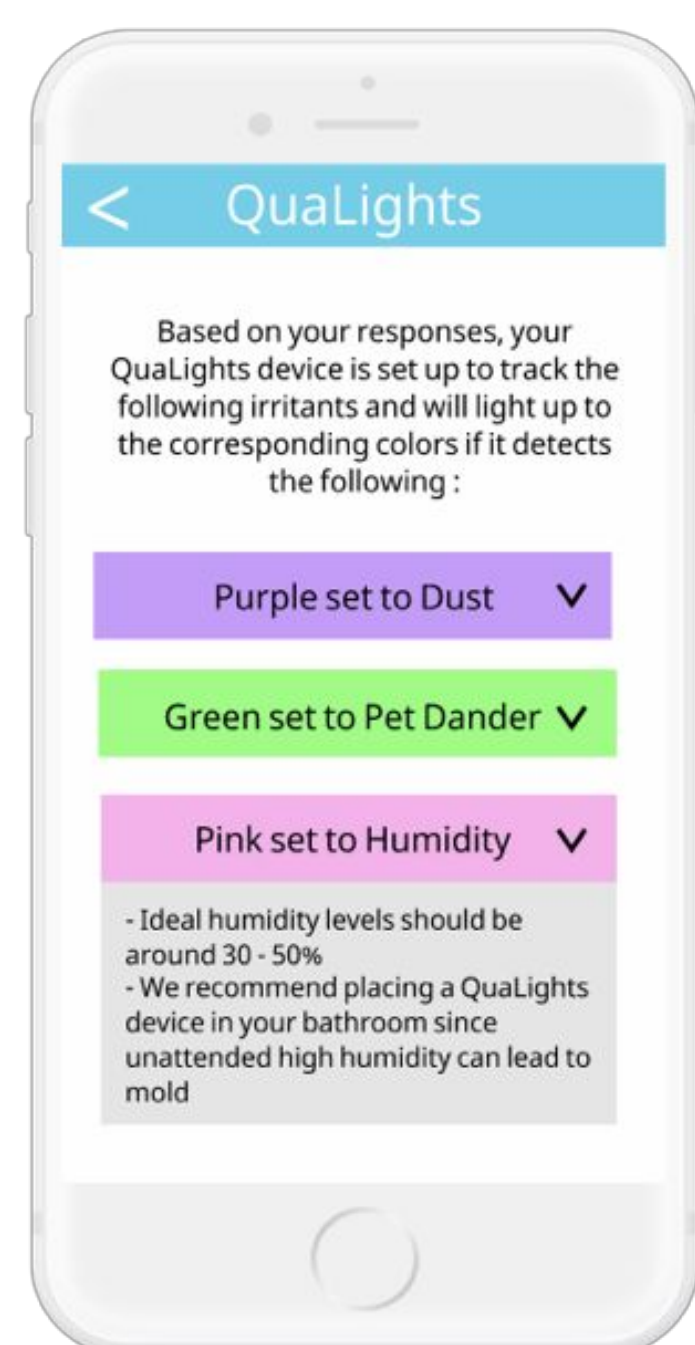 < QuaLights
Based on your responses, your
QuaLights device is set up to track the
following irritants and will light up to
the corresponding colors if it detects
the following :
Purple set to Dust
Green set to Pet Dander
Pink set to Humidity
- Ideal humidity levels should be
around 30 - 50%
- We recommend placing a QuaLights
device in your bathroom since
unattended high humidity can lead to
mold